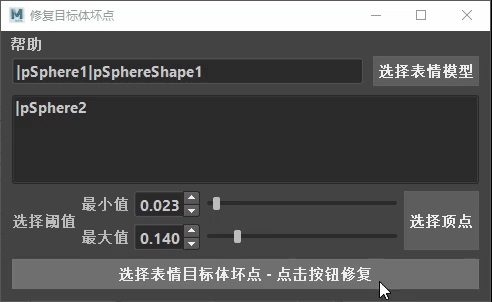 修复目标体坏点
帮助
|pSphere1|pSphereShape1
选择表情模型
|pSphere2
选择阈值
最小值 0.023
最大值 0.140
选择顶点
选择表情目标体坏点 - 点击按钮修复